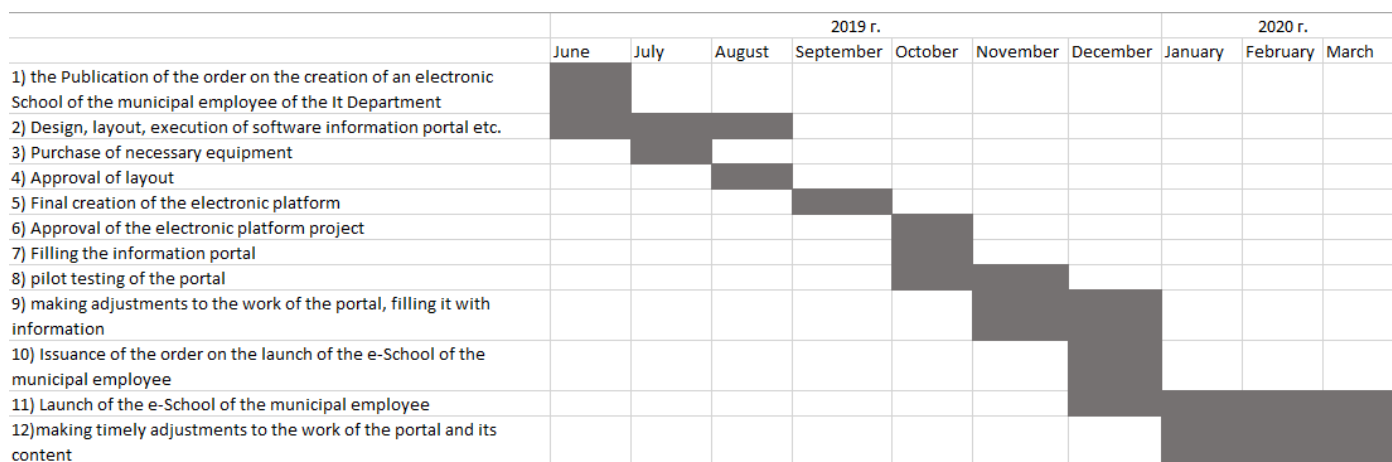 2019 г.
2020 г.
June
July
August
September
October
November
December
January
February
March
1) the Publication of the order on the creation of an electronic
School of the municipal employee of the It Department
2) Design, layout, execution of software information portal etc.
3) Purchase of necessary equipment
4) Approval of layout
5) Final creation of the electronic platform
6) Approval of the electronic platform project
7) Filling the information portal
8) pilot testing of the portal
9) making adjustments to the work of the portal, filling it with
information
10) Issuance of the order on the launch of the e-School of the
municipal employee
11) Launch of the e-School of the municipal employee
12)making timely adjustments to the work of the portal and its
content